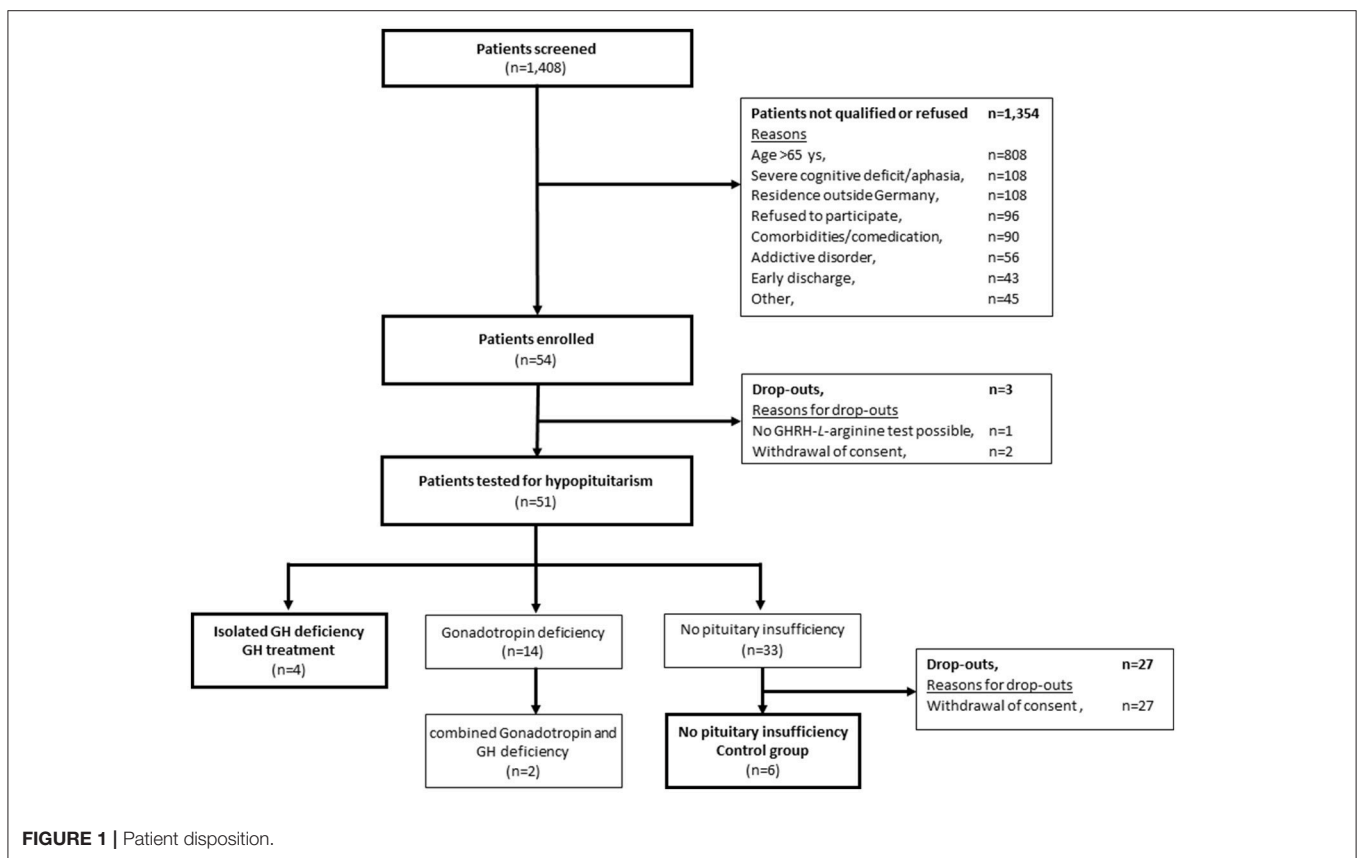 Patients screened
(n=1,408)
Patients not qualified or refused n=1,354
Reasons
Age >65 ys, n=808
Severe cognitive deficit/aphasia, n=108
Residence outside Germany, n=108
Refused to participate, n=96
Comorbidities/comedication, n=90
Addictive disorder, n=56
Early discharge, n=43
Other, n=45
Patients enrolled
(n=54)
Drop-outs, n=3
Reasons for drop-outs
No GHRH-L-arginine test possible, n=1
Withdrawal of consent, n=2
Patients tested for hypopituitarism
(n=51)
Isolated GH deficiency
GH treatment
(n=4)
Gonadotropin deficiency
(n=14)
No pituitary insufficiency
(n=33)
Drop-outs, n=27
Reasons for drop-outs
Withdrawal of consent , n=27
combined Gonadotropin and
GH deficiency
(n=2)
No pituitary insufficiency
Control group
(n=6)
FIGURE 1 | Patient disposition.